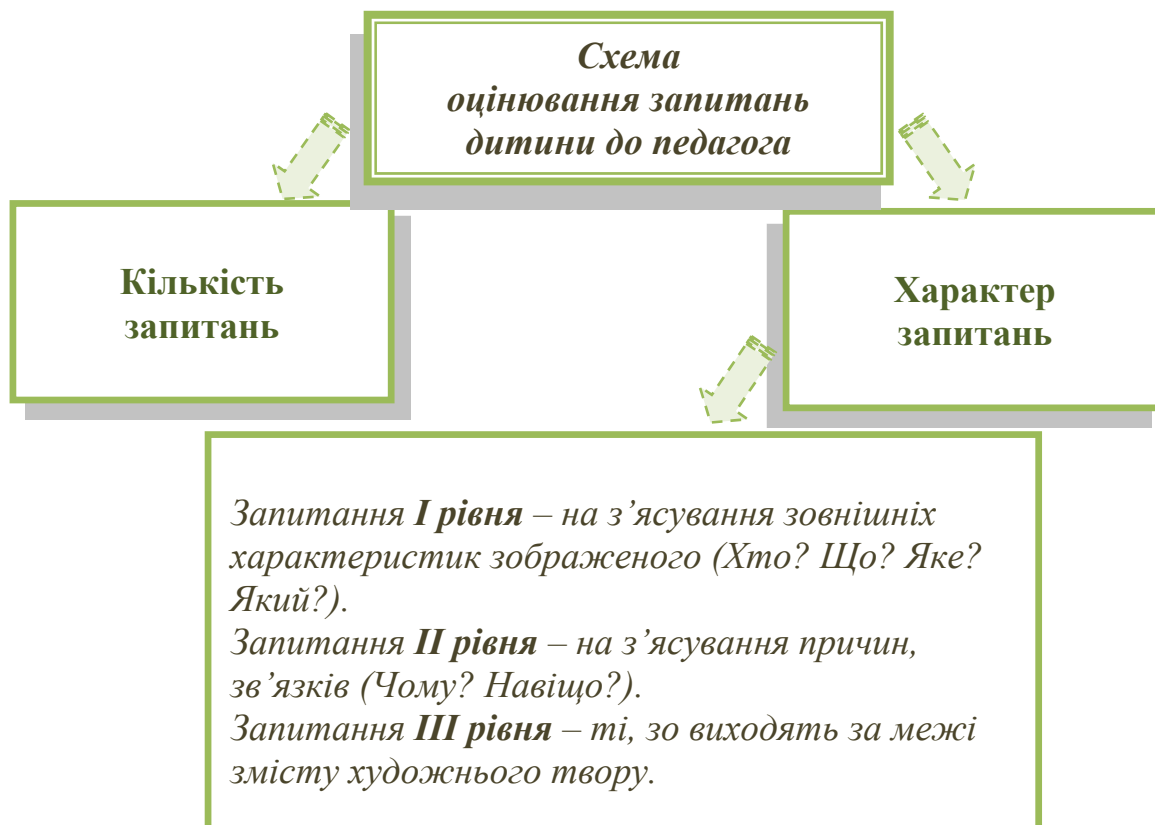 Схема
оцінювання запитань
дитини до педагога
Кількість
запитань
Характер
запитань
Запитання I рівня – на з’ясування зовнішніх
характеристик зображеного (Хто? Що? Яке?
Який?).
Запитання II рівня – на з’ясування причин,
зв’язків (Чому? Навіщо?).
Запитання III рівня – ті, зо виходять за межі
змісту художнього твору.